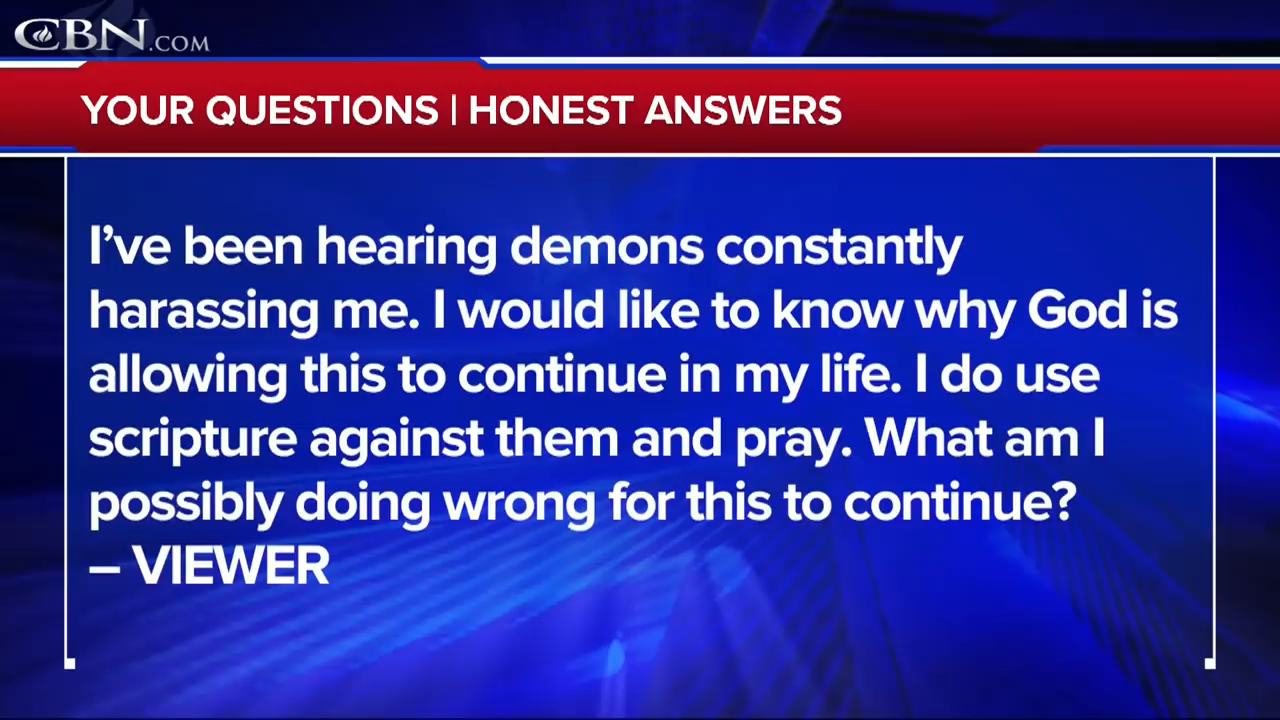 CBN.COM
YOUR QUESTIONS | HONEST ANSWERS
I’ve been hearing demons constantly
harassing me. I would like to know why God is
allowing this to continue in my life. I do use
scripture against them and pray. What am I
possibly doing wrong for this to continue?
– VIEWER